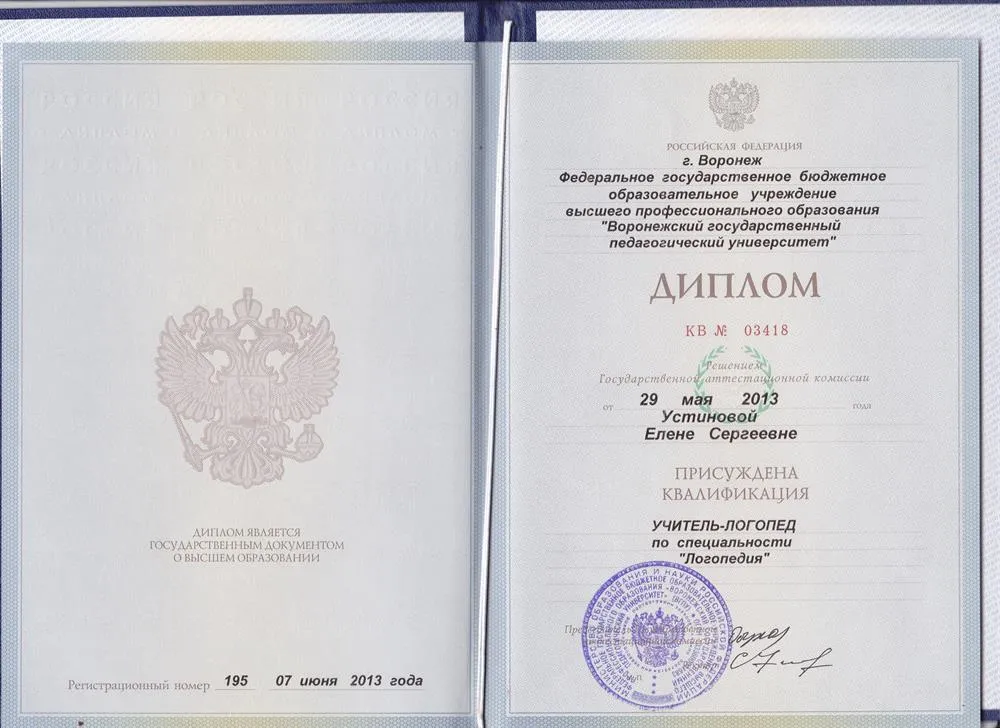 ДИПЛОМ ЯВЛЯЕТСЯ
ГОСУДАРСТВЕННЫМ ДОКУМЕНТОМ
О ВЫСШЕМ ОБРАЗОВАНИИ
Регистрационный номер 195 07 июня 2013 года
РОССИЙСКАЯ ФЕДЕРАЦИЯ
г. Воронеж
Федеральное государственное бюджетное
образовательное учреждение
высшего профессионального образования
"Воронежский государственный
педагогический университет"
ДИПЛОМ
КВ № 03418
Решением
Государственной аттестационной комиссии
от 29 мая 2013 года
Устиновой
Елене Сергеевне
ПРИСУЖДЕНА
КВАЛИФИКАЦИЯ
УЧИТЕЛЬ-ЛОГОПЕД
по специальности
"Логопедия"